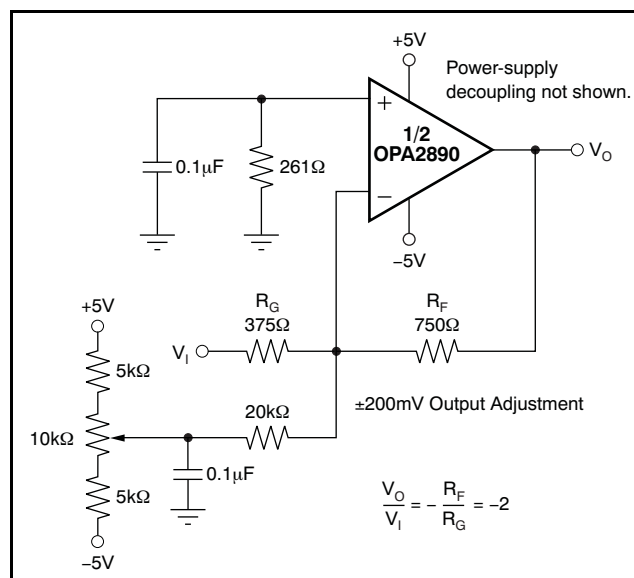 +5V
Power-supply
decoupling not shown.
+
1/2
OPA2890
0.1μF
261Ω
V_O
−
−5V
+5V
R_G
375Ω
R_F
750Ω
V_I
5kΩ
±200mV Output Adjustment
20kΩ
10kΩ
0.1μF
5kΩ
V_O / V_I = − R_F / R_G = −2
−5V